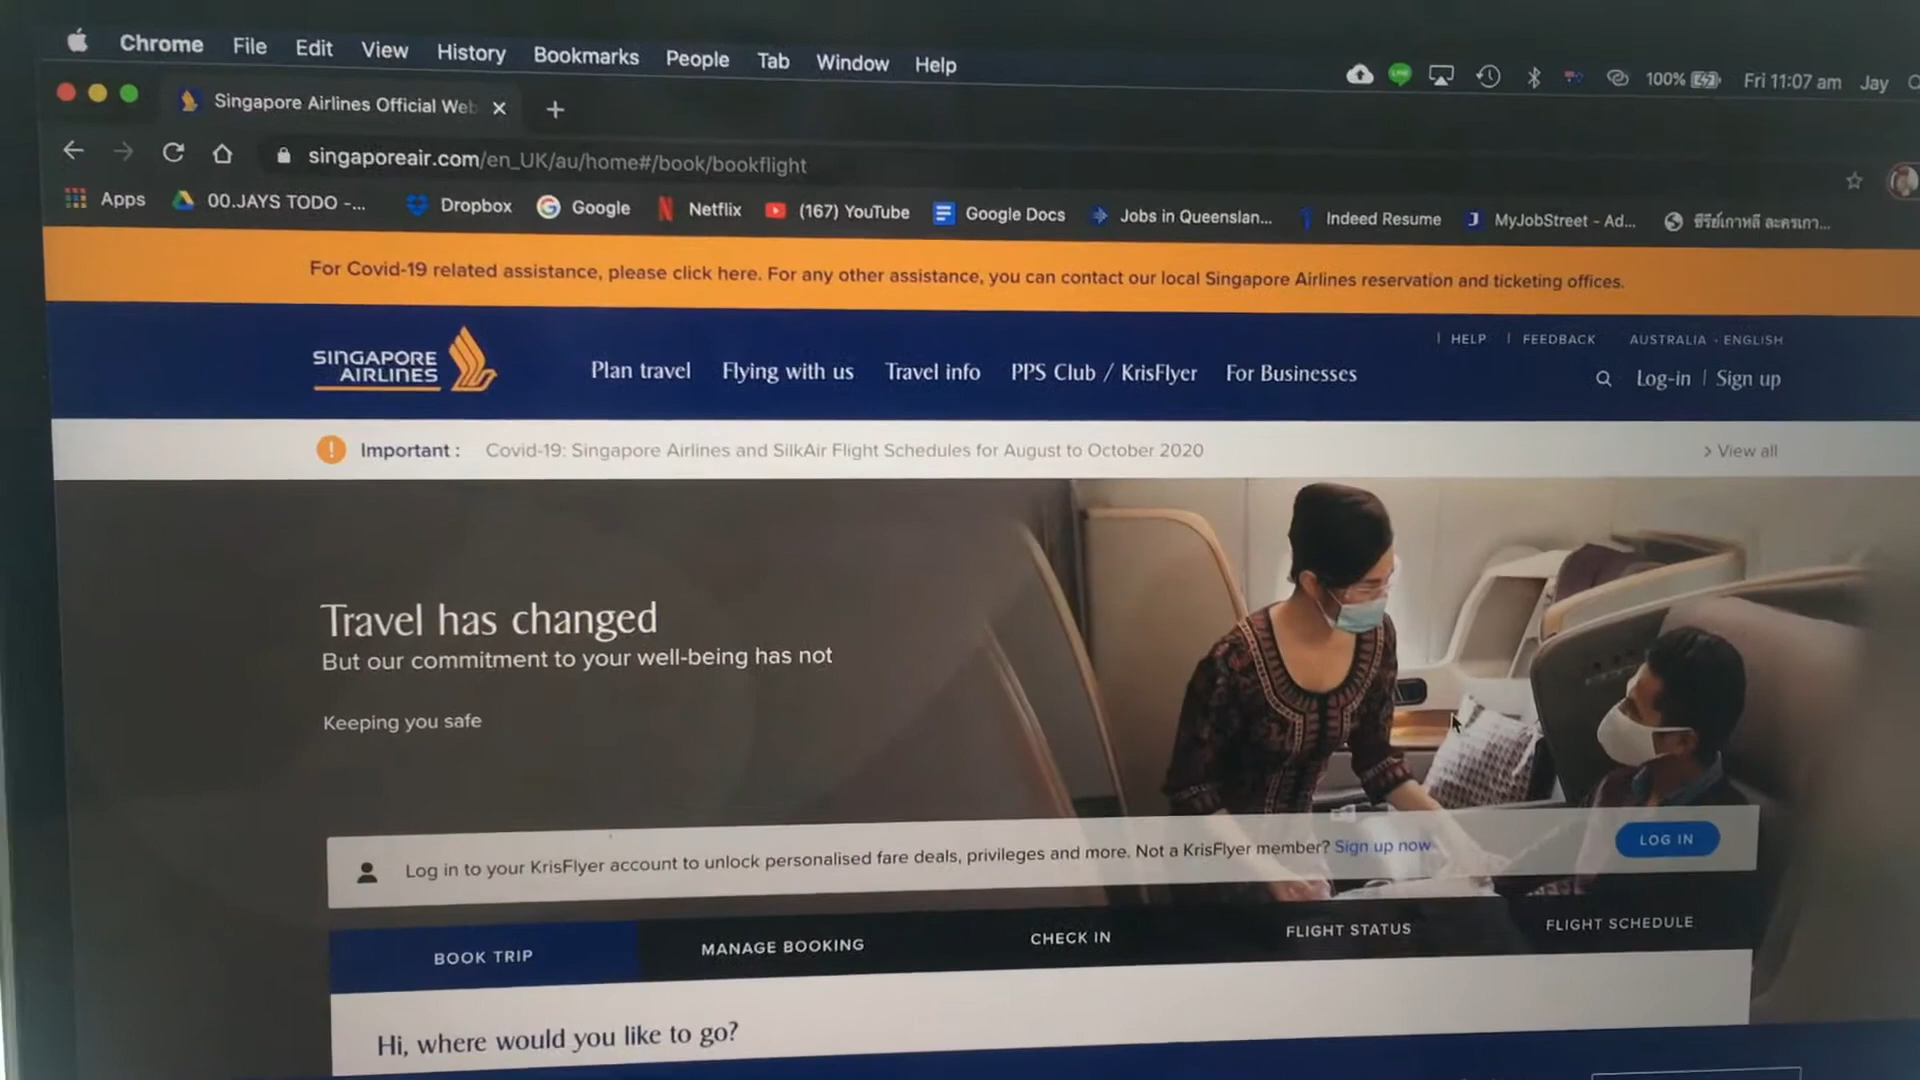 Chrome File Edit View History Bookmarks People Tab Window Help
100% Fri 11:07 am Jay
Singapore Airlines Official Web
singaporeair.com/en_UK/au/home#/book/bookflight
Apps 00.JAYS TODO -... Dropbox Google Netflix (167) YouTube Google Docs Jobs in Queenslan... Indeed Resume MyJobStreet - Ad... ซีรีย์เกาหลี ละครเกา...
For Covid-19 related assistance, please click here. For any other assistance, you can contact our local Singapore Airlines reservation and ticketing offices.
HELP FEEDBACK AUSTRALIA · ENGLISH
SINGAPORE
AIRLINES
Plan travel Flying with us Travel info PPS Club / KrisFlyer For Businesses
Log-in | Sign up
Important : Covid-19: Singapore Airlines and SilkAir Flight Schedules for August to October 2020
> View all
Travel has changed
But our commitment to your well-being has not
Keeping you safe
Log in to your KrisFlyer account to unlock personalised fare deals, privileges and more. Not a KrisFlyer member? Sign up now
LOG IN
BOOK TRIP MANAGE BOOKING CHECK IN FLIGHT STATUS FLIGHT SCHEDULE
Hi, where would you like to go?